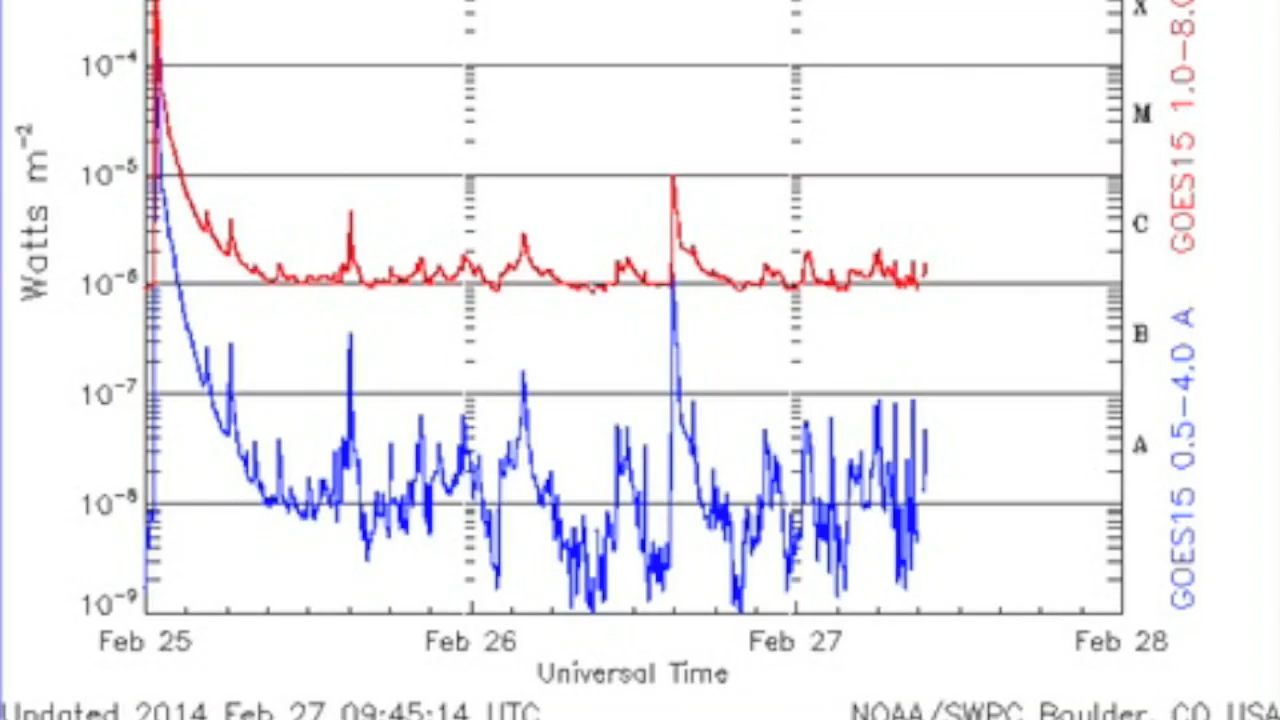 X
10⁻⁴
M
10⁻⁵
C
10⁻⁶
B
10⁻⁷
A
10⁻⁸
10⁻⁹
Watts m⁻²
GOES15 1.0-8.0
GOES15 0.5-4.0 A
Feb 25 Feb 26 Feb 27 Feb 28
Universal Time
Updated 2014 Feb 27 09:45:14 UTC NOAA/SWPC Boulder, CO USA